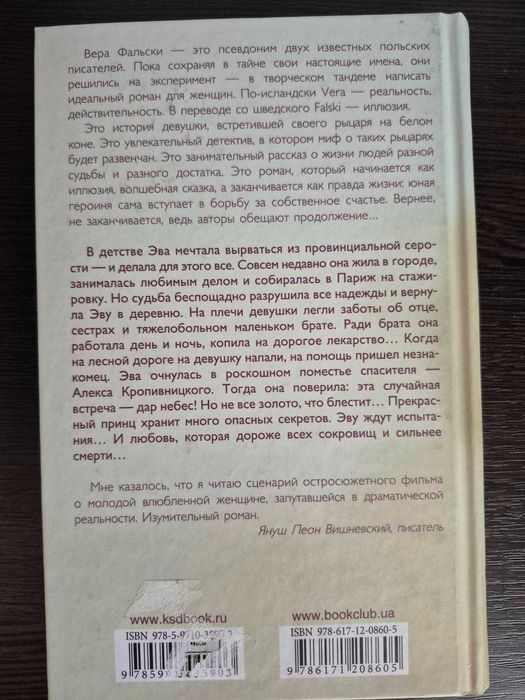 Вера Фальски — это псевдоним двух известных польских
писателей. Пока сохраняя в тайне свои настоящие имена, они
решились на эксперимент — в творческом тандеме написать
идеальный роман для женщин. По-исландски Vera — реальность,
действительность. В переводе со шведского Falski — иллюзия.
Это история девушки, встретившей своего рыцаря на белом
коне. Это увлекательный детектив, в котором миф о таких рыцарях
будет развенчан. Это занимательный рассказ о жизни людей разной
судьбы и разного достатка. Это роман, который начинается как
иллюзия, волшебная сказка, а заканчивается как правда жизни: юная
героиня сама вступает в борьбу за собственное счастье. Вернее,
не заканчивается, ведь авторы обещают продолжение...
В детстве Эва мечтала вырваться из провинциальной серо-
сти — и делала для этого все. Совсем недавно она жила в городе,
занималась любимым делом и собиралась в Париж на стажи-
ровку. Но судьба беспощадно разрушила все надежды и верну-
ла Эву в деревню. На плечи девушки легли заботы об отце,
сестрах и тяжелобольном маленьком брате. Ради брата она
работала день и ночь, копила на дорогое лекарство... Когда
на лесной дороге на девушку напали, на помощь пришел незна-
комец. Эва очнулась в роскошном поместье спасителя —
Алекса Кропивницкого. Тогда она поверила: эта случайная
встреча — дар небес! Но не все золото, что блестит... Прекрас-
ный принц хранит много опасных секретов. Эву ждут испыта-
ния... И любовь, которая дороже всех сокровищ и сильнее
смерти...
Мне казалось, что я читаю сценарий остросюжетного фильма
о молодой влюбленной женщине, запутавшейся в драматической
реальности. Изумительный роман.
Януш Леон Вишневский, писатель
www.ksdbook.ru
www.bookclub.ua
ISBN
ISBN 978-617-12-0860-5
9 786171 208605